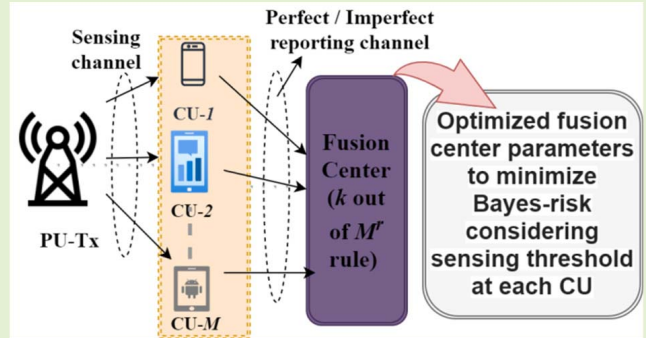 Perfect / Imperfect
reporting channel
Sensing
channel
CU-1
CU-2
CU-M
PU-Tx
Fusion
Center
(k out
of Mr
rule)
Optimized fusion
center parameters
to minimize
Bayes-risk
considering
sensing threshold
at each CU